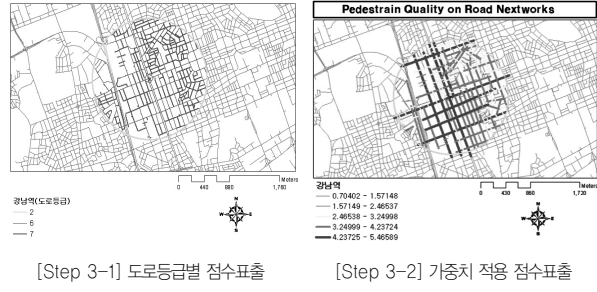 Pedestrain Quality on Road Nextworks
Meters
0 440 880 1,760
강남역(도로등급)
2
6
7
N
W E
S
[Step 3-1] 도로등급별 점수표출
Meters
0 430 860 1,720
강남역
0.70402 - 1.57148
1.57149 - 2.46537
2.46538 - 3.24998
3.24999 - 4.23724
4.23725 - 5.46589
N
W E
S
[Step 3-2] 가중치 적용 점수표출